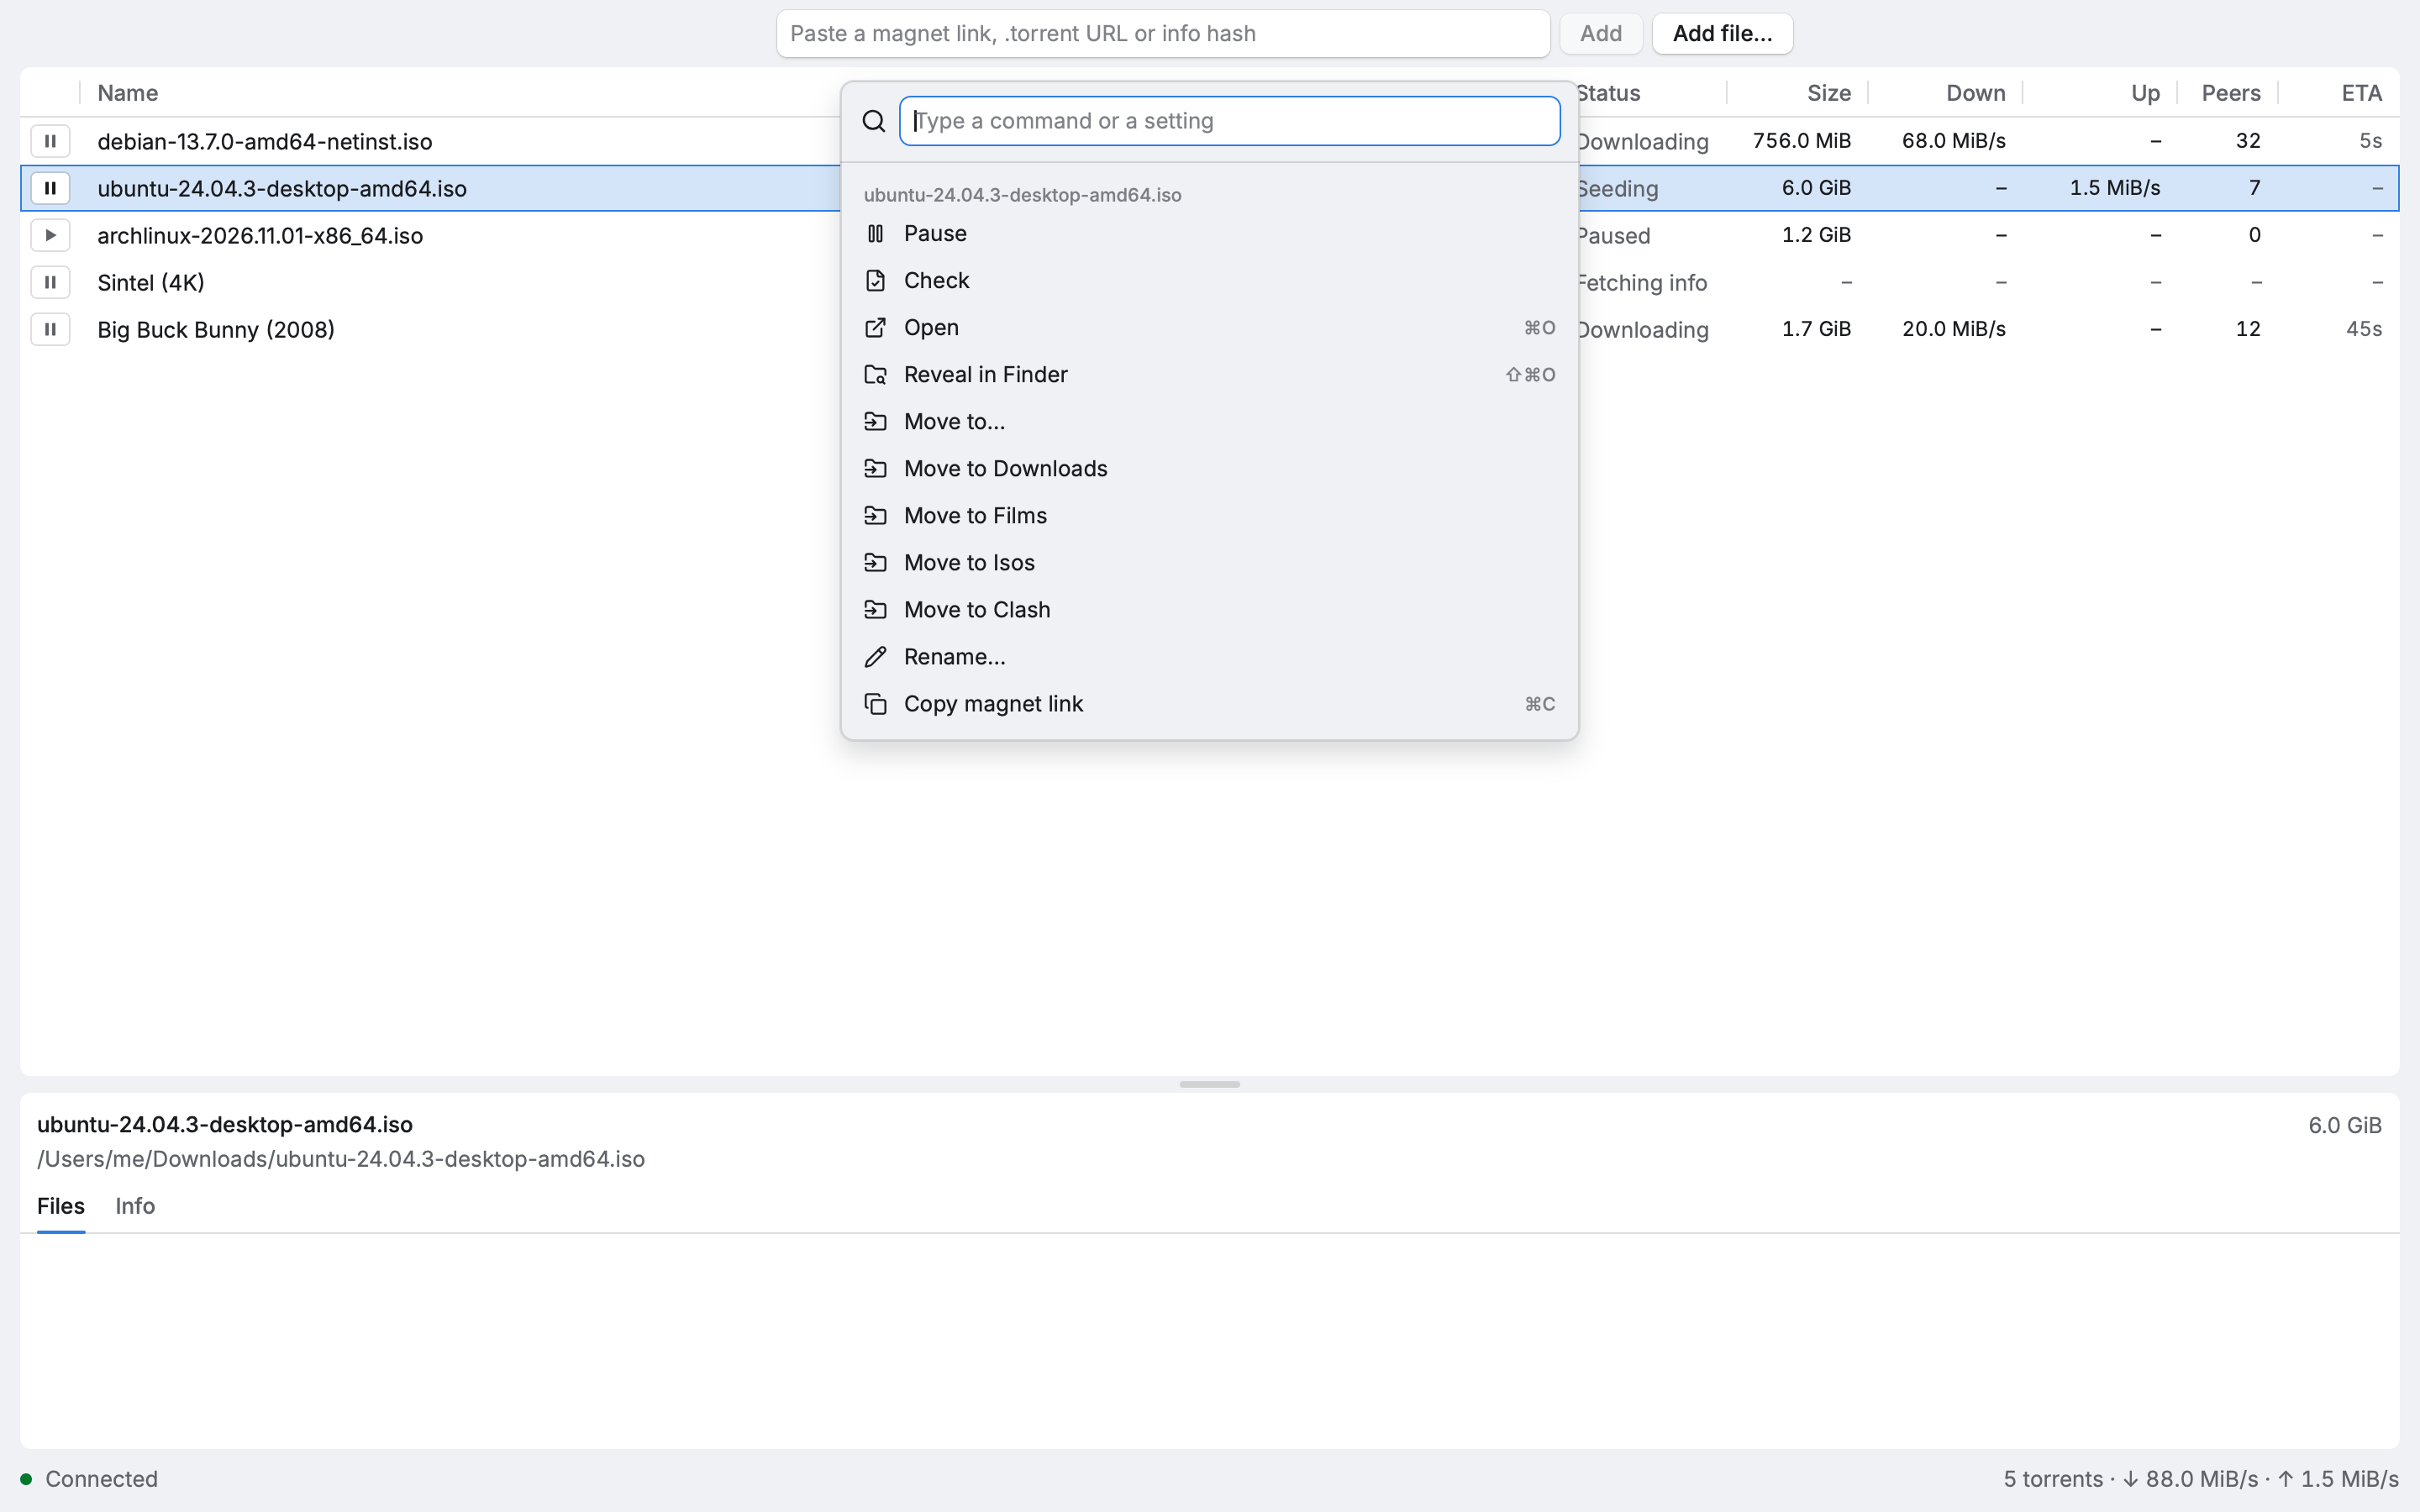 Paste a magnet link, .torrent URL or info hash Add Add file...
Name Status Size Down Up Peers ETA
Type a command or a setting
debian-13.7.0-amd64-netinst.iso Downloading 756.0 MiB 68.0 MiB/s – 32 5s
ubuntu-24.04.3-desktop-amd64.iso Seeding 6.0 GiB – 1.5 MiB/s 7 –
archlinux-2026.11.01-x86_64.iso Paused 1.2 GiB – – 0 –
Sintel (4K) Fetching info – – – – –
Big Buck Bunny (2008) Downloading 1.7 GiB 20.0 MiB/s – 12 45s
ubuntu-24.04.3-desktop-amd64.iso
Pause
Check
Open ⌘O
Reveal in Finder ⇧⌘O
Move to...
Move to Downloads
Move to Films
Move to Isos
Move to Clash
Rename...
Copy magnet link ⌘C
ubuntu-24.04.3-desktop-amd64.iso 6.0 GiB
/Users/me/Downloads/ubuntu-24.04.3-desktop-amd64.iso
Files Info
Connected 5 torrents · ↓ 88.0 MiB/s · ↑ 1.5 MiB/s